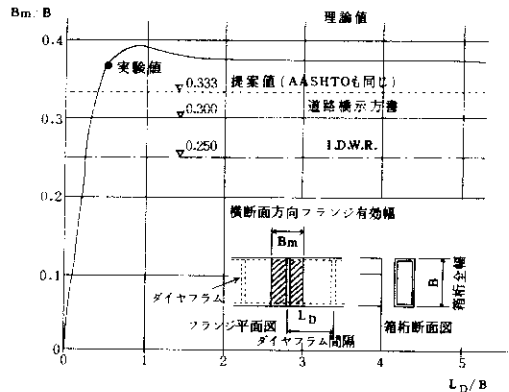 Bm/B
理論値
0.4
実験値
0.333 提案値(AASHTOも同じ)
道路橋示方書
0.300
0.3
0.250 I.D.W.R.
0.2
横断面方向フランジ有効幅
Bm
0.1
B
箱桁全幅
ダイヤフラム
L_D
フランジ平面図
箱桁断面図
ダイヤフラム間隔
0
0 1 2 3 4 5
L_D/B